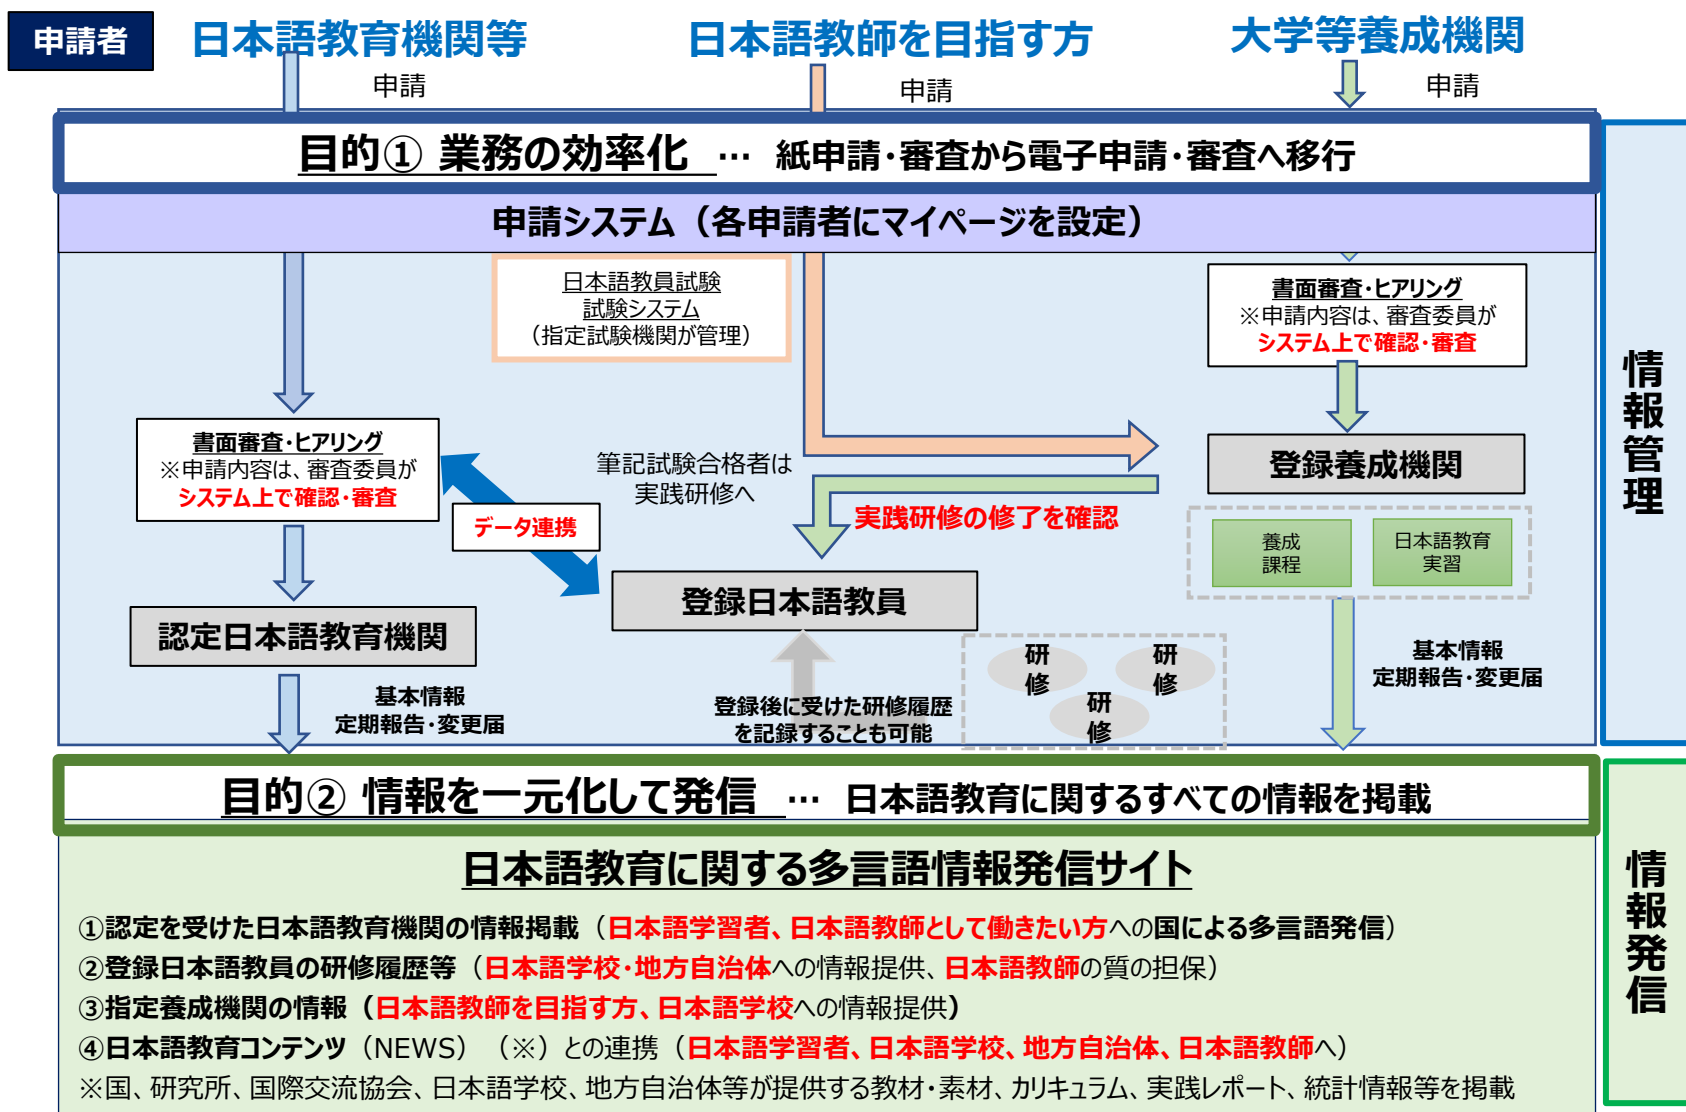 申請者
日本語教育機関等
日本語教師を目指す方
大学等養成機関
申請
申請
申請
目的① 業務の効率化 … 紙申請・審査から電子申請・審査へ移行
申請システム（各申請者にマイページを設定）
日本語教員試験
試験システム
（指定試験機関が管理）
書面審査・ヒアリング
※申請内容は、審査委員が
システム上で確認・審査
書面審査・ヒアリング
※申請内容は、審査委員が
システム上で確認・審査
筆記試験合格者は
実践研修へ
登録養成機関
データ連携
実践研修の修了を確認
養成
課程
日本語教育
実習
登録日本語教員
認定日本語教育機関
基本情報
定期報告・変更届
登録後に受けた研修履歴
を記録することも可能
研
修
研
修
研
修
基本情報
定期報告・変更届
情報管理
目的② 情報を一元化して発信 … 日本語教育に関するすべての情報を掲載
日本語教育に関する多言語情報発信サイト
①認定を受けた日本語教育機関の情報掲載（日本語学習者、日本語教師として働きたい方への国による多言語発信）
②登録日本語教員の研修履歴等（日本語学校・地方自治体への情報提供、日本語教師の質の担保）
③指定養成機関の情報（日本語教師を目指す方、日本語学校への情報提供）
④日本語教育コンテンツ（NEWS）（※）との連携（日本語学習者、日本語学校、地方自治体、日本語教師へ）
※国、研究所、国際交流協会、日本語学校、地方自治体等が提供する教材・素材、カリキュラム、実践レポート、統計情報等を掲載
情報発信